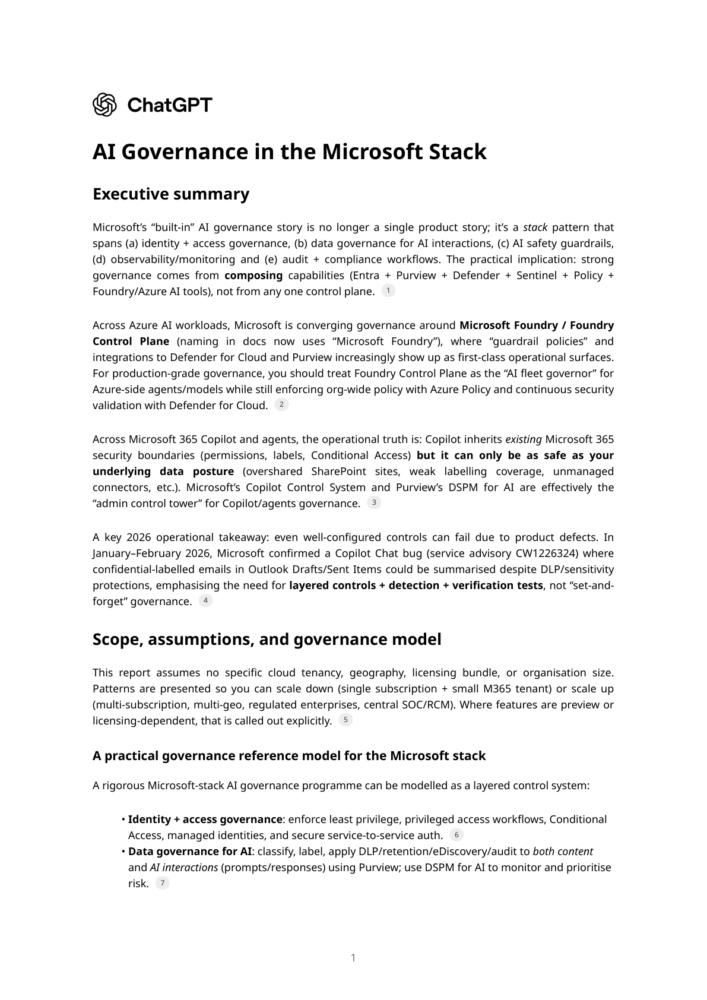 ChatGPT
AI Governance in the Microsoft Stack
Executive summary
Microsoft’s “built-in” AI governance story is no longer a single product story; it’s a stack pattern that
spans (a) identity + access governance, (b) data governance for AI interactions, (c) AI safety guardrails,
(d) observability/monitoring and (e) audit + compliance workflows. The practical implication: strong
governance comes from composing capabilities (Entra + Purview + Defender + Sentinel + Policy +
Foundry/Azure AI tools), not from any one control plane. 1
Across Azure AI workloads, Microsoft is converging governance around Microsoft Foundry / Foundry
Control Plane (naming in docs now uses “Microsoft Foundry”), where “guardrail policies” and
integrations to Defender for Cloud and Purview increasingly show up as first-class operational surfaces.
For production-grade governance, you should treat Foundry Control Plane as the “AI fleet governor” for
Azure-side agents/models while still enforcing org-wide policy with Azure Policy and continuous security
validation with Defender for Cloud. 2
Across Microsoft 365 Copilot and agents, the operational truth is: Copilot inherits existing Microsoft 365
security boundaries (permissions, labels, Conditional Access) but it can only be as safe as your
underlying data posture (overshared SharePoint sites, weak labelling coverage, unmanaged
connectors, etc.). Microsoft’s Copilot Control System and Purview’s DSPM for AI are effectively the
“admin control tower” for Copilot/agents governance. 3
A key 2026 operational takeaway: even well-configured controls can fail due to product defects. In
January–February 2026, Microsoft confirmed a Copilot Chat bug (service advisory CW1226324) where
confidential-labelled emails in Outlook Drafts/Sent Items could be summarised despite DLP/sensitivity
protections, emphasising the need for layered controls + detection + verification tests, not “set-and-
forget” governance. 4
Scope, assumptions, and governance model
This report assumes no specific cloud tenancy, geography, licensing bundle, or organisation size.
Patterns are presented so you can scale down (single subscription + small M365 tenant) or scale up
(multi-subscription, multi-geo, regulated enterprises, central SOC/RCM). Where features are preview or
licensing-dependent, that is called out explicitly. 5
A practical governance reference model for the Microsoft stack
A rigorous Microsoft-stack AI governance programme can be modelled as a layered control system:
• Identity + access governance: enforce least privilege, privileged access workflows, Conditional
Access, managed identities, and secure service-to-service auth. 6
• Data governance for AI: classify, label, apply DLP/retention/eDiscovery/audit to both content
and AI interactions (prompts/responses) using Purview; use DSPM for AI to monitor and prioritise
risk. 7
1